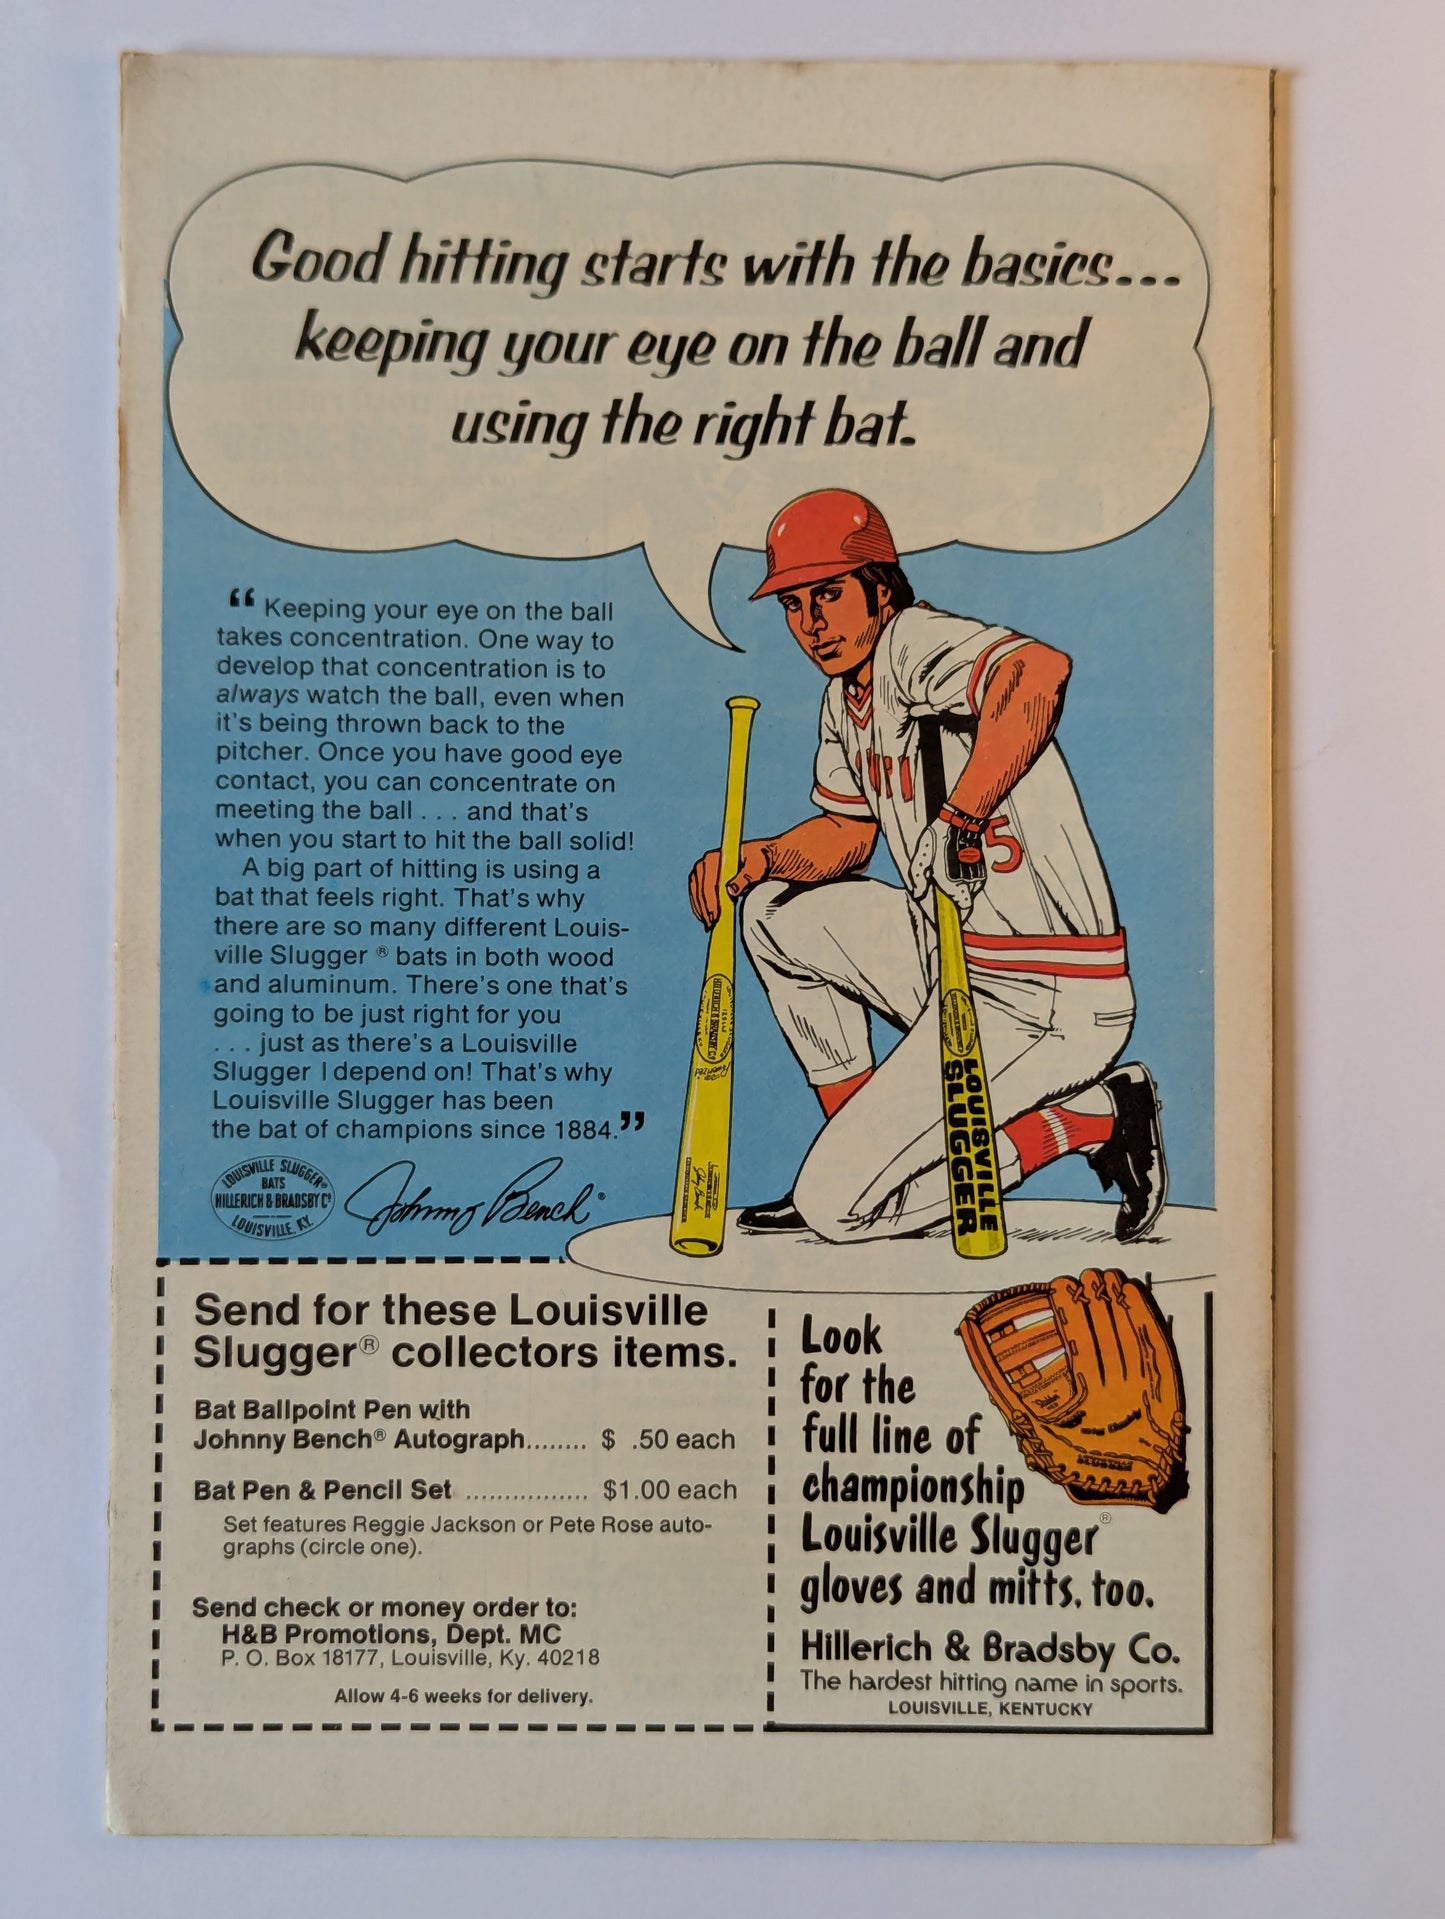 Good hitting starts with the basics...
keeping your eye on the ball and
using the right bat.
“Keeping your eye on the ball
takes concentration. One way to
develop that concentration is to
always watch the ball, even when
it's being thrown back to the
pitcher. Once you have good eye
contact, you can concentrate on
meeting the ball . . . and that's
when you start to hit the ball solid!
A big part of hitting is using a
bat that feels right. That's why
there are so many different Louis-
ville Slugger® bats in both wood
and aluminum. There's one that's
going to be just right for you
. . . just as there's a Louisville
Slugger I depend on! That's why
Louisville Slugger has been
the bat of champions since 1884.”
LOUISVILLE SLUGGER®
BATS
HILLERICH & BRADSBY Cº
LOUISVILLE, KY.
Johnny Bench®
5
HILLERICH & BRADSBY Cº
LOUISVILLE
SLUGGER
Send for these Louisville
Slugger® collectors items.
Bat Ballpoint Pen with
Johnny Bench® Autograph........ $ .50 each
Bat Pen & Pencil Set ................ $1.00 each
Set features Reggie Jackson or Pete Rose auto-
graphs (circle one).
Send check or money order to:
H&B Promotions, Dept. MC
P. O. Box 18177, Louisville, Ky. 40218
Allow 4-6 weeks for delivery.
Look
for the
full line of
championship
Louisville Slugger®
gloves and mitts, too.
Hillerich & Bradsby Co.
The hardest hitting name in sports.
LOUISVILLE, KENTUCKY